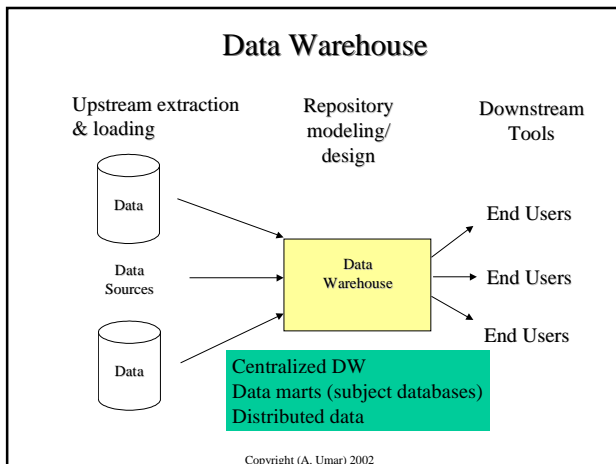 Data Warehouse
Upstream extraction
& loading
Repository
modeling/
design
Downstream
Tools
Data
Data
Sources
Data
Data
Warehouse
End Users
End Users
End Users
Centralized DW
Data marts (subject databases)
Distributed data
Copyright (A. Umar) 2002